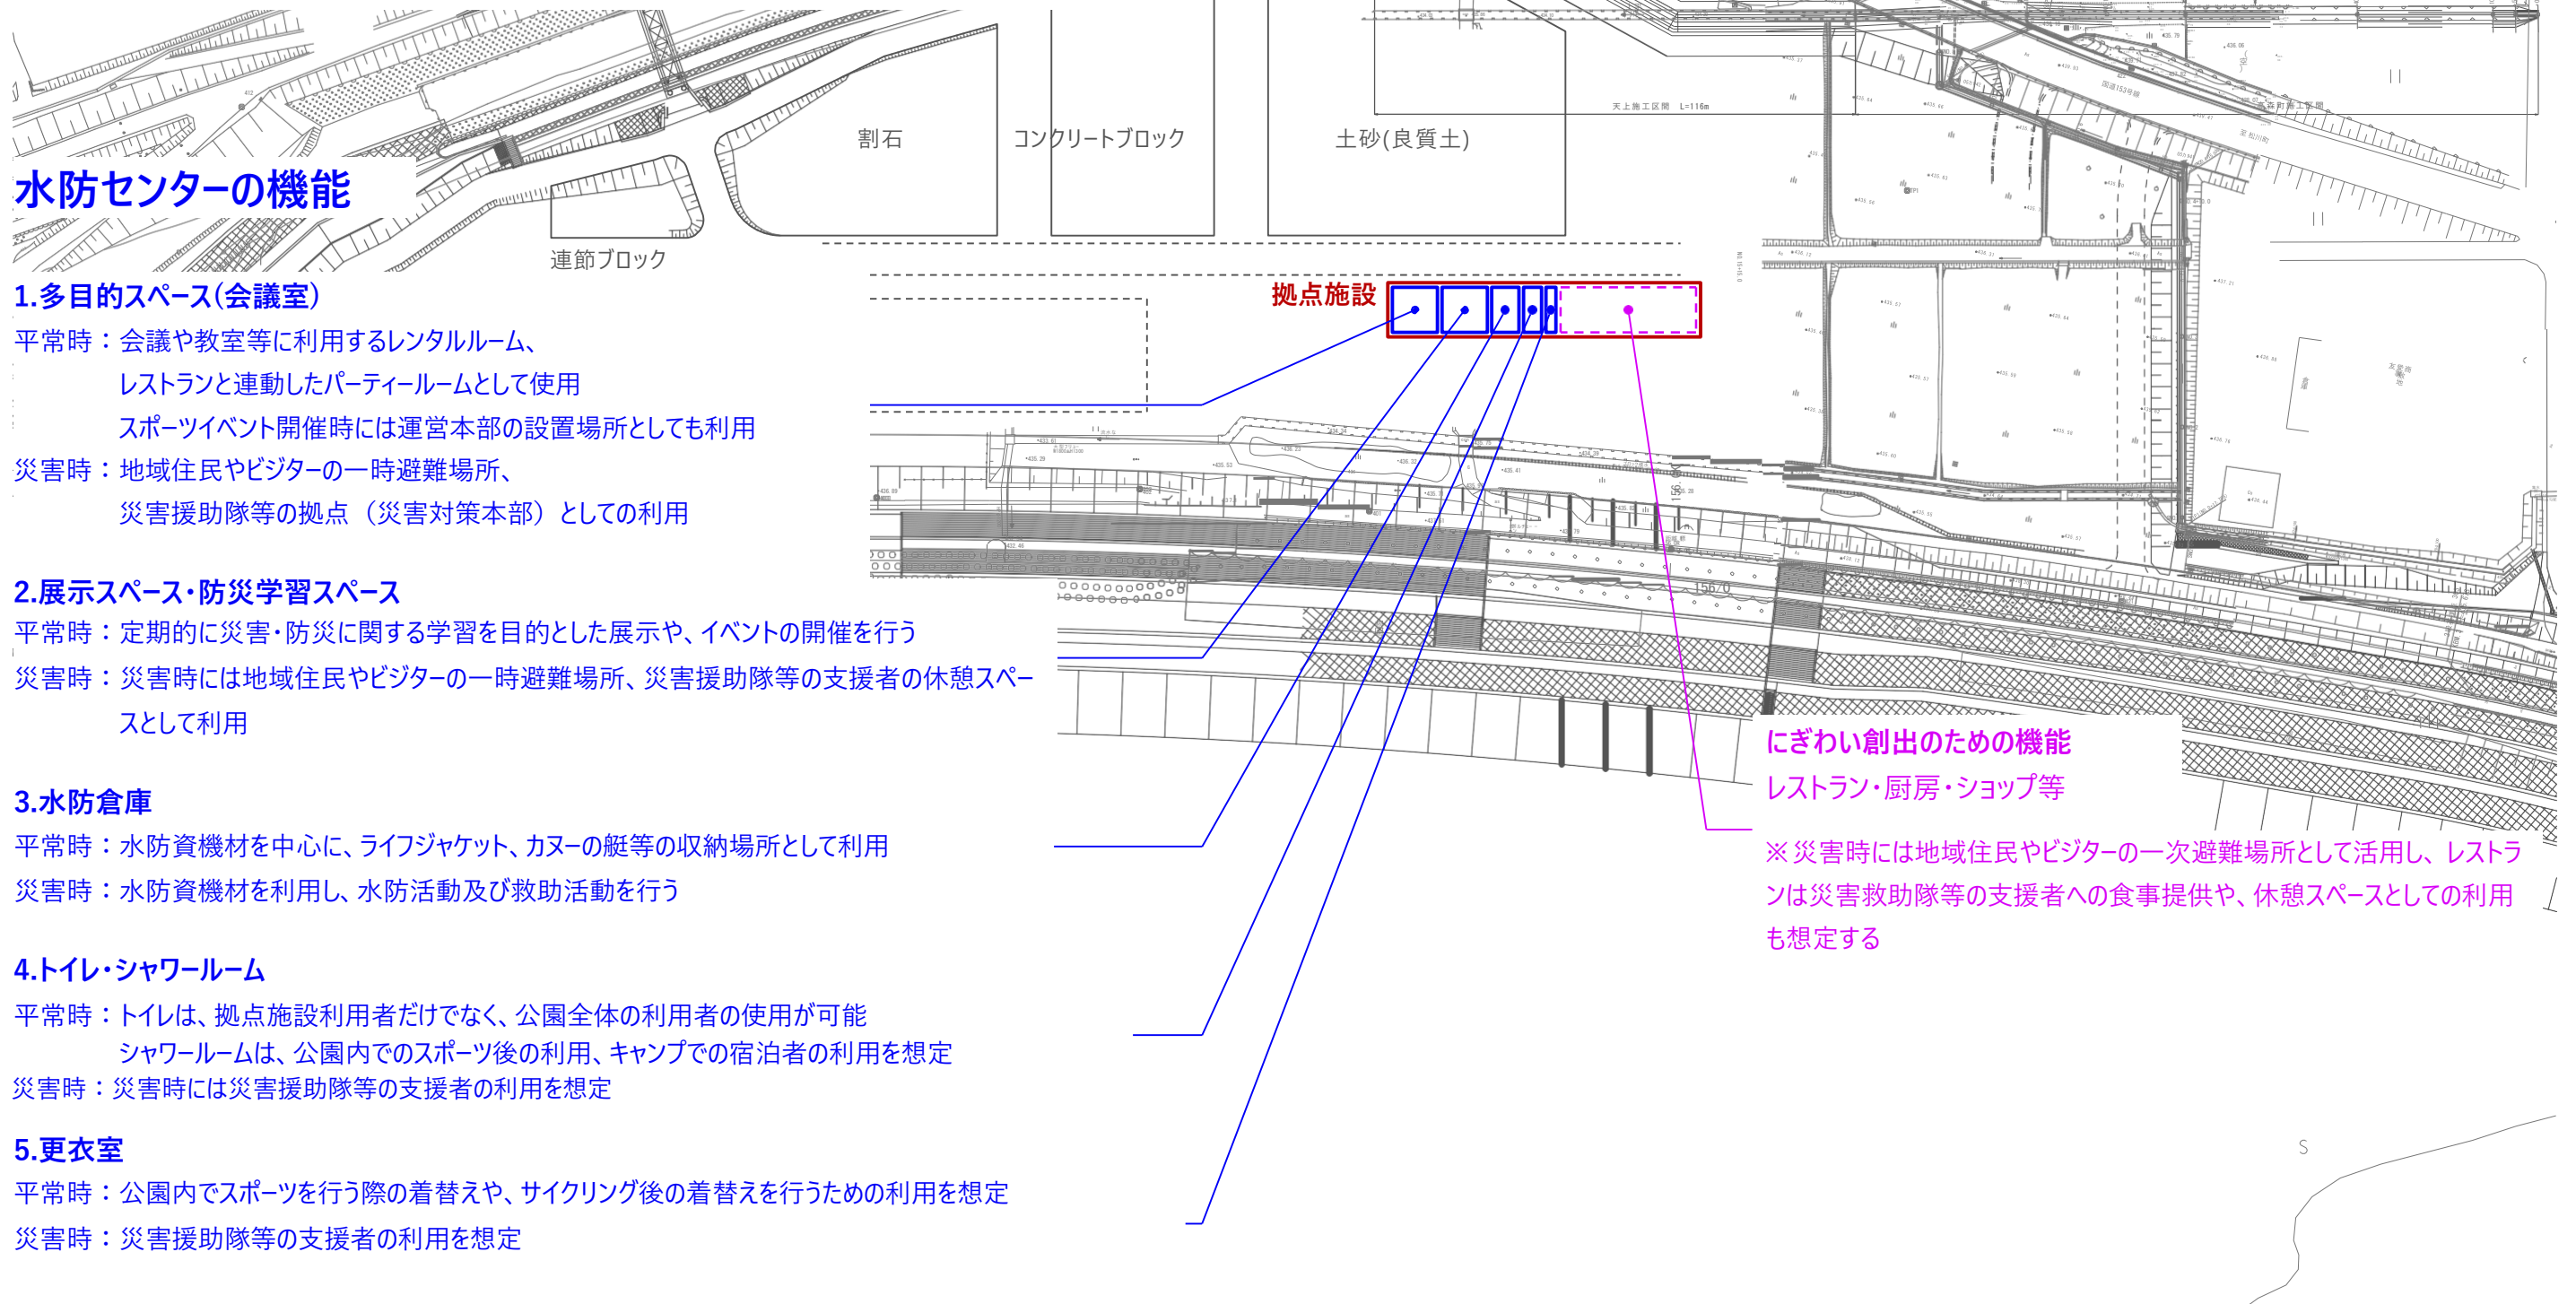 水防センターの機能
割石
コンクリートブロック
土砂(良質土)
連節ブロック
天上施工区間 L=116m
国道153号線
至 松川町
拠点施設
1.多目的スペース(会議室)
平常時：会議や教室等に利用するレンタルルーム、
レストランと連動したパーティールームとして使用
スポーツイベント開催時には運営本部の設置場所としても利用
災害時：地域住民やビジターの一時避難場所、
災害援助隊等の拠点（災害対策本部）としての利用
2.展示スペース・防災学習スペース
平常時：定期的に災害・防災に関する学習を目的とした展示や、イベントの開催を行う
災害時：災害時には地域住民やビジターの一時避難場所、災害援助隊等の支援者の休憩スペー
スとして利用
3.水防倉庫
平常時：水防資機材を中心に、ライフジャケット、カヌーの艇等の収納場所として利用
災害時：水防資機材を利用し、水防活動及び救助活動を行う
4.トイレ・シャワールーム
平常時：トイレは、拠点施設利用者だけでなく、公園全体の利用者の使用が可能
シャワールームは、公園内でのスポーツ後の利用、キャンプでの宿泊者の利用を想定
災害時：災害時には災害援助隊等の支援者の利用を想定
5.更衣室
平常時：公園内でスポーツを行う際の着替えや、サイクリング後の着替えを行うための利用を想定
災害時：災害援助隊等の支援者の利用を想定
にぎわい創出のための機能
レストラン・厨房・ショップ等
※災害時には地域住民やビジターの一次避難場所として活用し、レストラ
ンは災害救助隊等の支援者への食事提供や、休憩スペースとしての利用
も想定する
156/0
S